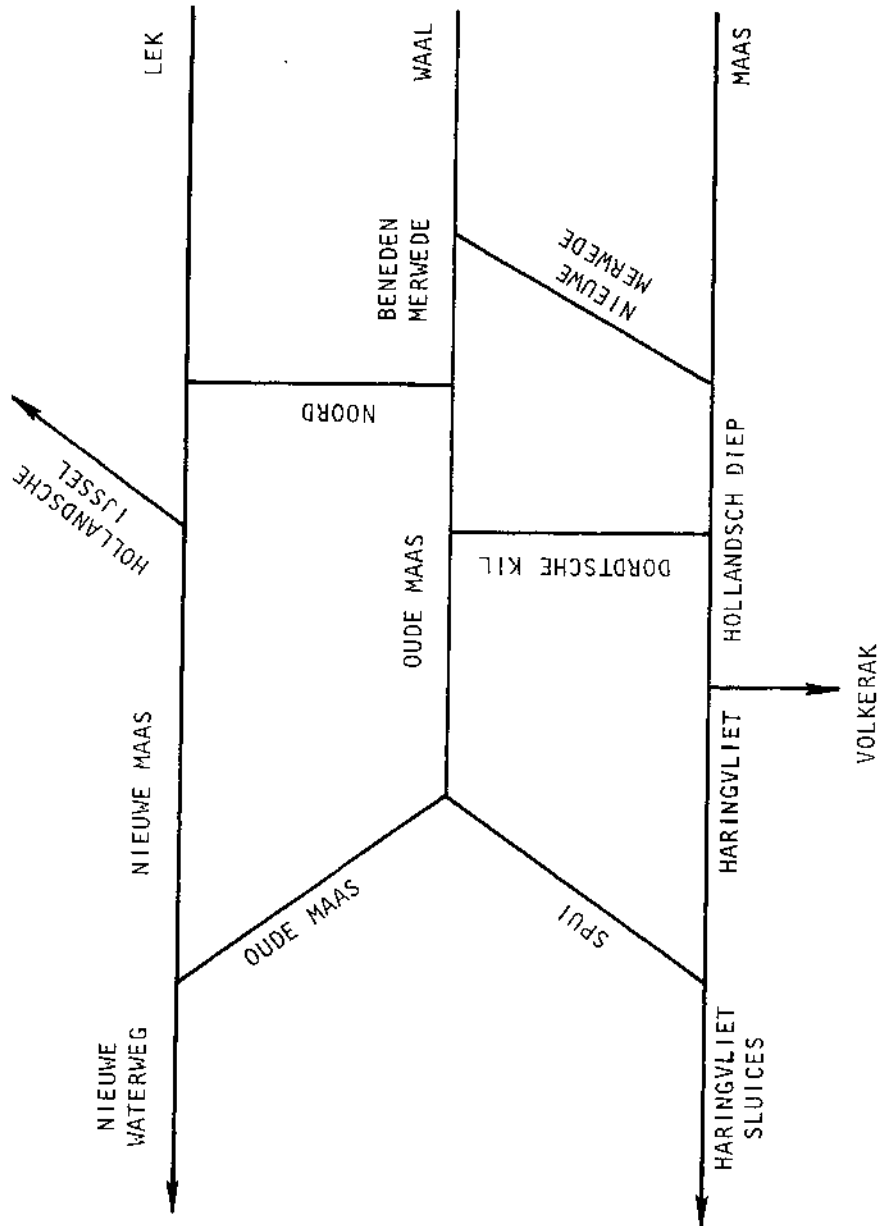 LEK
WAAL
MAAS
BENEDEN
MERWEDE
NIEUWE
MERWEDE
NOORD
HOLLANDSCHE
IJSSEL
OUDE MAAS
DORDTSCHE KIL
HOLLANDSCH DIEP
NIEUWE MAAS
HARINGVLIET
VOLKERAK
OUDE MAAS
SPUI
NIEUWE
WATERWEG
HARINGVLIET
SLUICES